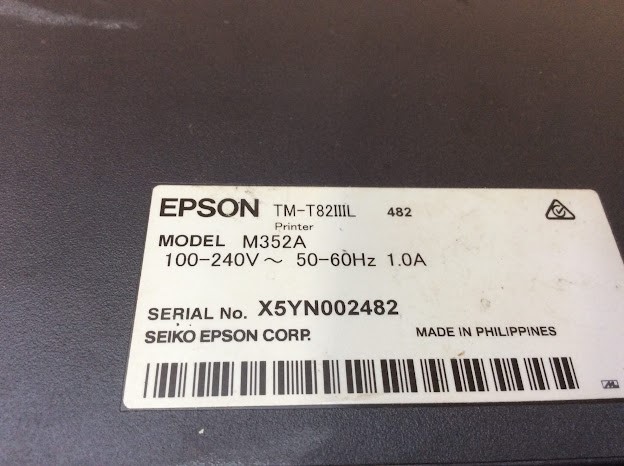 EPSON TM-T82IIIL 482
Printer
MODEL M352A
100-240V～ 50-60Hz 1.0A
SERIAL No. X5YN002482
SEIKO EPSON CORP. MADE IN PHILIPPINES